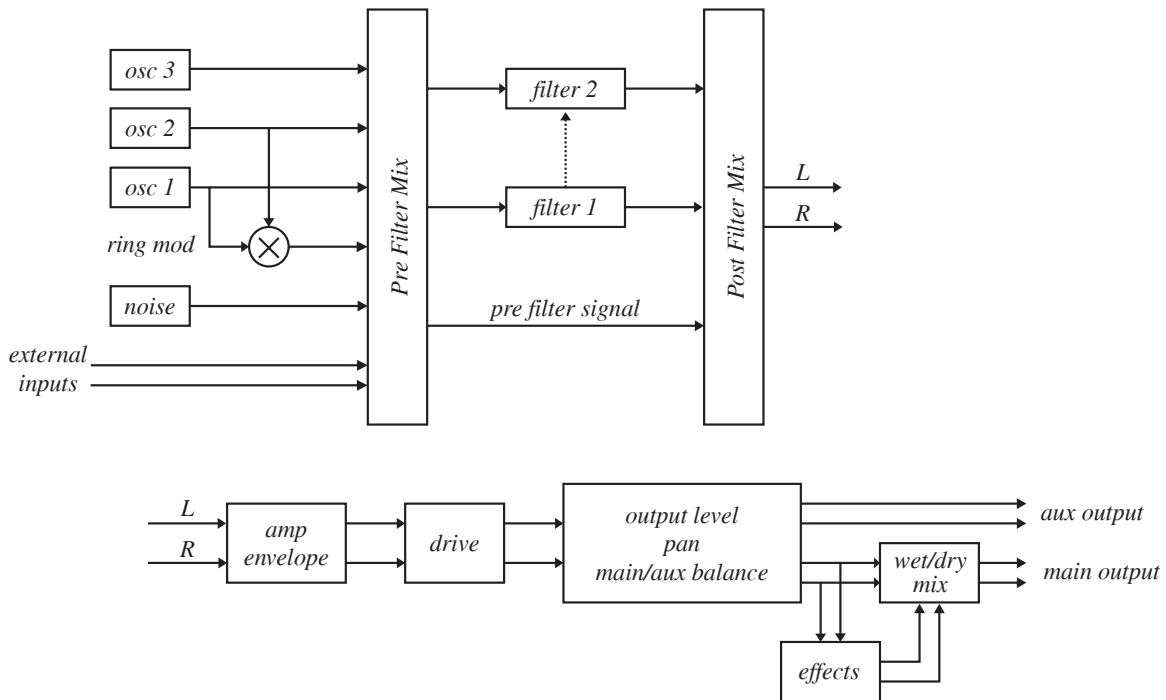 osc 3
osc 2
osc 1
ring mod
noise
external
inputs
Pre Filter Mix
filter 2
filter 1
pre filter signal
Post Filter Mix
L
R
L
R
amp
envelope
drive
output level
pan
main/aux balance
wet/dry
mix
effects
aux output
main output